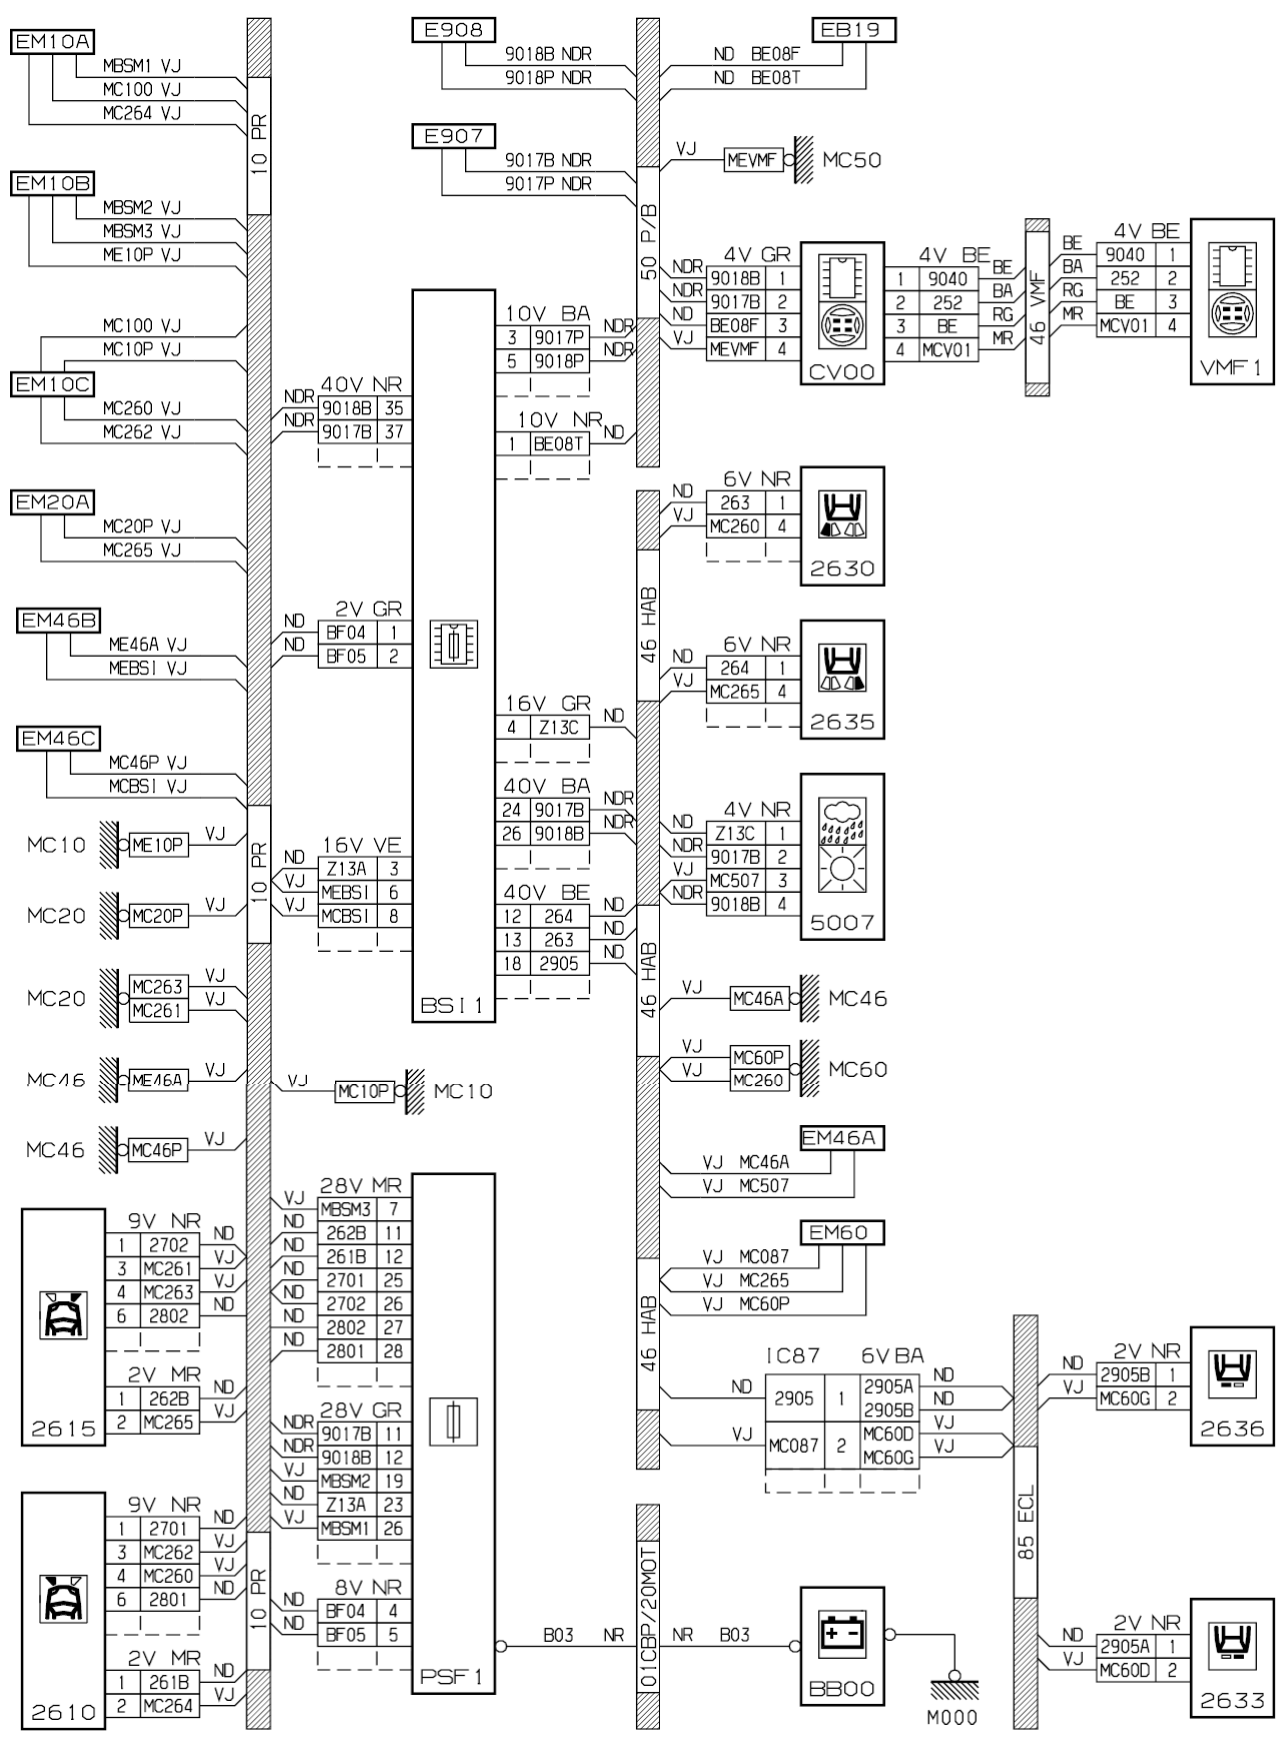 EM10A
MBSM1 VJ
MC100 VJ
MC264 VJ
EM10B
MBSM2 VJ
MBSM3 VJ
ME10P VJ
MC100 VJ
MC10P VJ
EM10C
MC260 VJ
MC262 VJ
EM20A
MC20P VJ
MC265 VJ
EM46B
ME46A VJ
MEBSI VJ
EM46C
MC46P VJ
MCBSI VJ
MC10 ME10P VJ
MC20 MC20P VJ
MC20 MC263 VJ
MC261 VJ
MC46 ME46A VJ
MC46 MC46P VJ
9V NR
1 2702 ND
3 MC261 VJ
4 MC263 VJ
6 2802 ND
2V MR
1 262B ND
2 MC265 VJ
2615
9V NR
1 2701 ND
3 MC262 VJ
4 MC260 VJ
6 2801 ND
2V MR
1 261B ND
2 MC264 VJ
2610
10 PR
10 PR
10 PR
40V NR
NDR 9018B 35
NDR 9017B 37
2V GR
ND BF04 1
ND BF05 2
16V VE
ND Z13A 3
VJ MEBSI 6
VJ MCBSI 8
BSI1
VJ MC10P MC10
28V MR
VJ MBSM3 7
ND 262B 11
ND 261B 12
ND 2701 25
ND 2702 26
ND 2802 27
ND 2801 28
28V GR
NDR 9017B 11
NDR 9018B 12
VJ MBSM2 19
ND Z13A 23
VJ MBSM1 26
8V NR
ND BF04 4
ND BF05 5
PSF1
E908
9018B NDR
9018P NDR
E907
9017B NDR
9017P NDR
10V BA
3 9017P NDR
5 9018P NDR
10V NR
1 BE08T ND
16V GR
4 Z13C ND
40V BA
24 9017B NDR
26 9018B NDR
40V BE
12 264 ND
13 263 ND
18 2905 ND
50 P/B
46 HAB
46 HAB
46 HAB
01CBP/20MOT
EB19
ND BE08F
ND BE08T
VJ MEVMF MC50
4V GR
NDR 9018B 1
NDR 9017B 2
ND BE08F 3
VJ MEVMF 4
CV00
4V BE
1 9040 BE
2 252 BA
3 BE RG
4 MCV01 MR
46 VMF
4V BE
BE 9040 1
BA 252 2
RG BE 3
MR MCV01 4
VMF1
6V NR
ND 263 1
VJ MC260 4
2630
6V NR
ND 264 1
VJ MC265 4
2635
4V NR
ND Z13C 1
NDR 9017B 2
VJ MC507 3
NDR 9018B 4
5007
VJ MC46A MC46
VJ MC60P MC60
VJ MC260
EM46A
VJ MC46A
VJ MC507
EM60
VJ MC087
VJ MC265
VJ MC60P
IC87 6V BA
ND 2905 1 2905A ND
2905B ND
VJ MC087 2 MC60D VJ
MC60G VJ
85 ECL
2V NR
ND 2905B 1
VJ MC60G 2
2636
2V NR
ND 2905A 1
VJ MC60D 2
2633
B03 NR
NR B03
BB00
M000